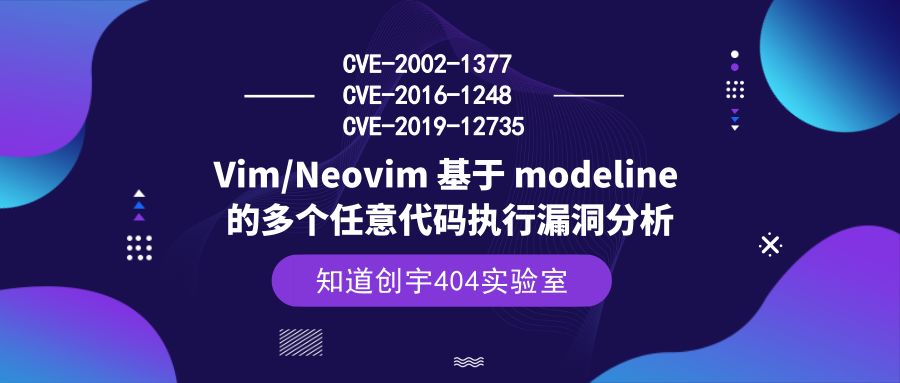 CVE-2002-1377
CVE-2016-1248
CVE-2019-12735
Vim/Neovim 基于 modeline
的多个任意代码执行漏洞分析
知道创宇404实验室